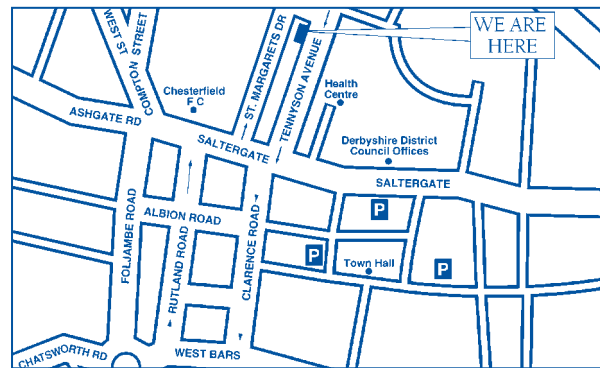 WE ARE
HERE
WEST ST
COMPTON STREET
ST. MARGARETS DR
TENNYSON AVENUE
Chesterfield
F C
Health
Centre
ASHGATE RD
SALTERGATE
Derbyshire District
Council Offices
SALTERGATE
FOLJAMBE ROAD
ALBION ROAD
RUTLAND ROAD
CLARENCE ROAD
P
P
Town Hall
P
CHATSWORTH RD
WEST BARS